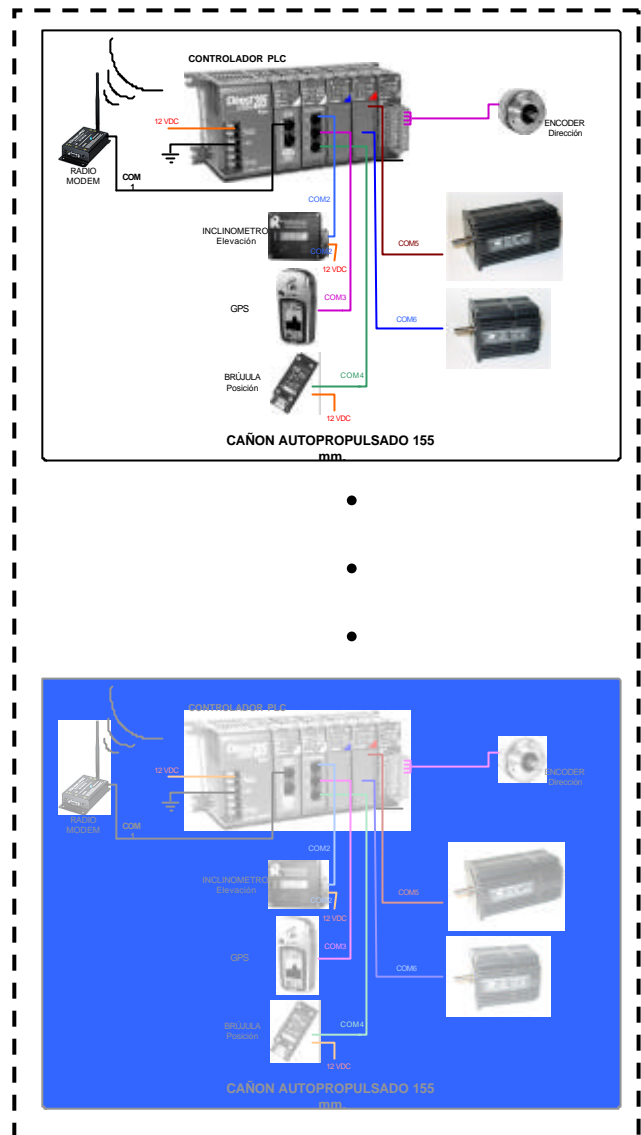 CONTROLADOR PLC
12 VDC
RADIO
MODEM
COM
1
ENCODER
Dirección
COM2
INCLINOMETRO
Elevación
COM2
12 VDC
COM5
GPS
COM3
COM6
BRÚJULA
Posición
COM4
12 VDC
CAÑON AUTOPROPULSADO 155
mm.
CONTROLADOR PLC
12 VDC
RADIO
MODEM
COM
1
ENCODER
Dirección
COM2
INCLINOMETRO
Elevación
COM2
12 VDC
COM5
GPS
COM3
COM6
BRÚJULA
Posición
COM4
12 VDC
CAÑON AUTOPROPULSADO 155
mm.